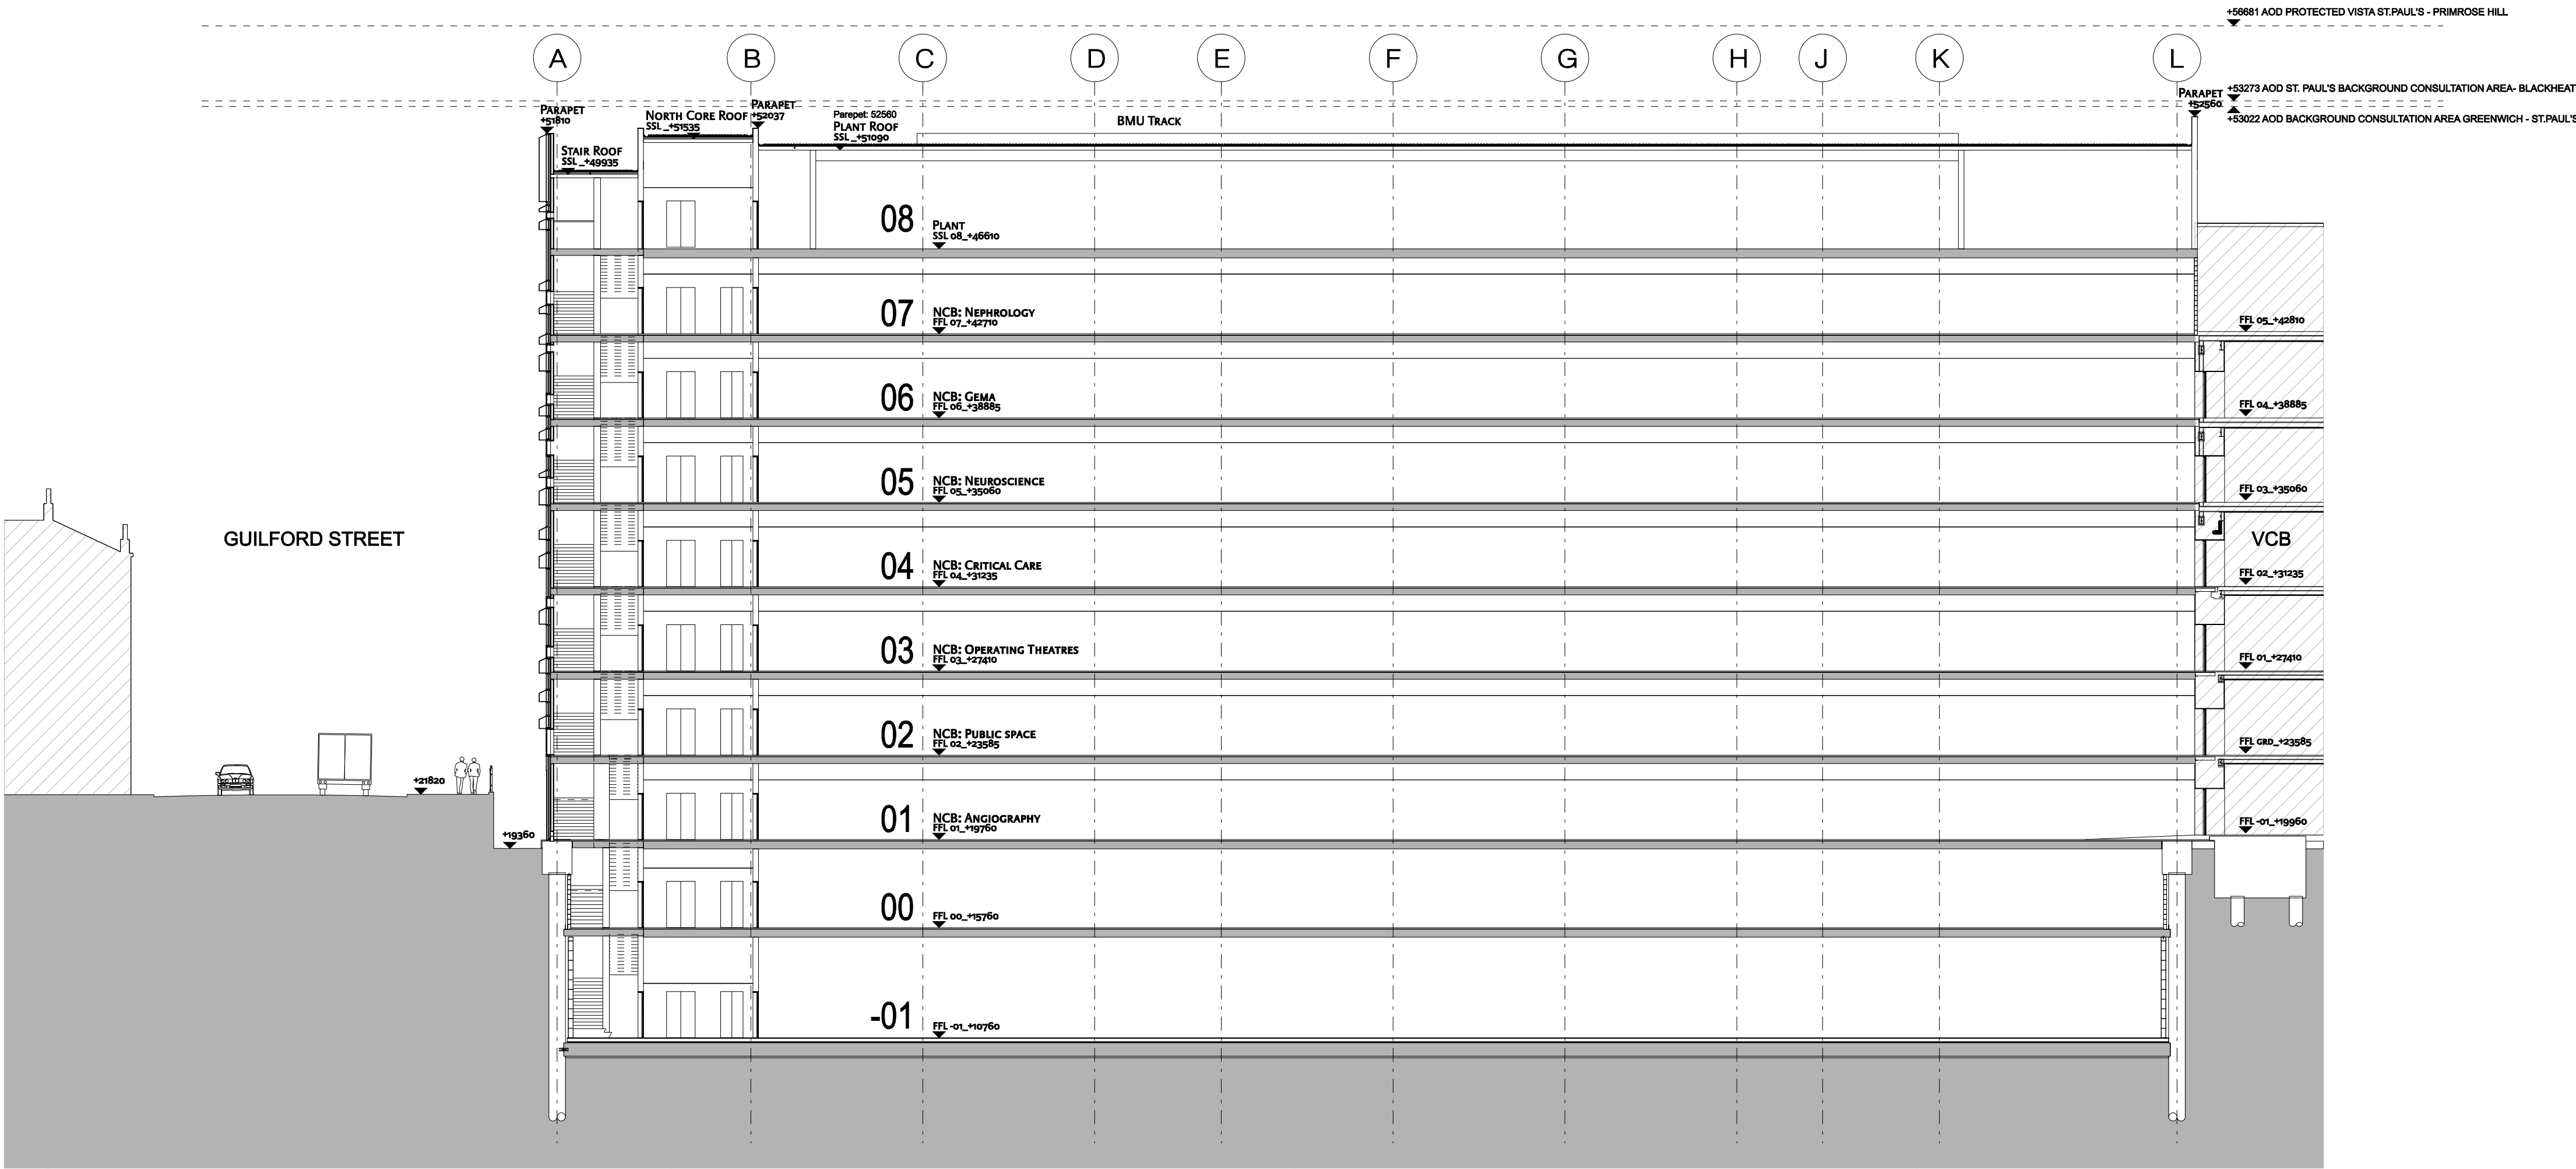 +56681 AOD PROTECTED VISTA ST.PAUL'S - PRIMROSE HILL
A B C D E F G H J K L
+53273 AOD ST. PAUL'S BACKGROUND CONSULTATION AREA- BLACKHEAT
+53022 AOD BACKGROUND CONSULTATION AREA GREENWICH - ST.PAUL'S
PARAPET
+51810
NORTH CORE ROOF
SSL _+51535
PARAPET
+52037
Parepet: 52560
PLANT ROOF
SSL _+51090
BMU TRACK
PARAPET
+52560
STAIR ROOF
SSL _+49935
08
PLANT
SSL 08_+46610
07
NCB: NEPHROLOGY
FFL 07_+42710
FFL 05_+42810
06
NCB: GEMA
FFL 06_+38885
FFL 04_+38885
05
NCB: NEUROSCIENCE
FFL 05_+35060
FFL 03_+35060
GUILFORD STREET
VCB
04
NCB: CRITICAL CARE
FFL 04_+31235
FFL 02_+31235
03
NCB: OPERATING THEATRES
FFL 03_+27410
FFL 01_+27410
02
NCB: PUBLIC SPACE
FFL 02_+23585
FFL GRD_+23585
+21820
01
NCB: ANGIOGRAPHY
FFL 01_+19760
FFL -01_+19960
+19360
00
FFL 00_+15760
-01
FFL -01_+10760